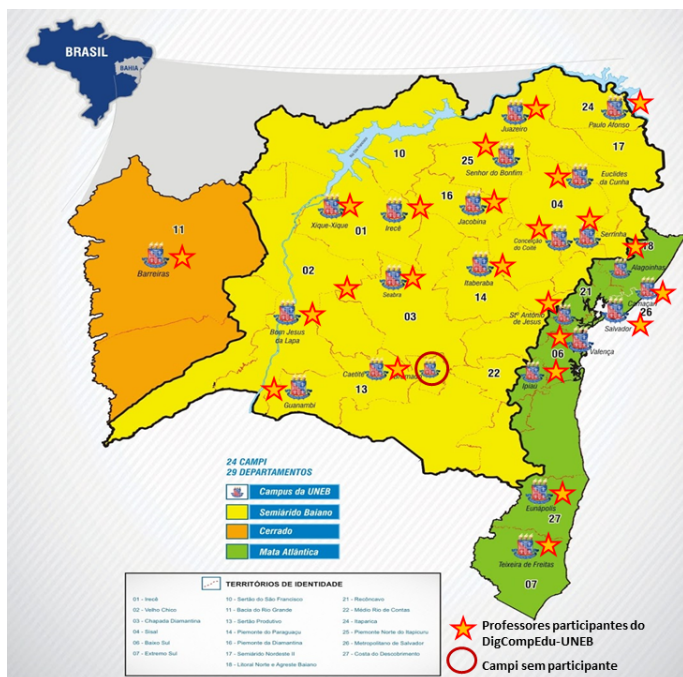 BRASIL
BAHIA
24
Juazeiro
Paulo Afonso
17
10
25
Senhor do Bonfim
Euclides
da Cunha
16
04
Xique-Xique
Irecê
Jacobina
01
11
Conceição
do Coité
Serrinha
Barreiras
02
Itaberaba
Alagoinhas
Seabra
14
21
Camaçari
26
03
Stº Antônio
de Jesus
Salvador
Bom Jesus
da Lapa
06
Valença
Caetité
22
Ipiaú
13
Guanambi
24 CAMPI
29 DEPARTAMENTOS
Campus da UNEB
Semiárido Baiano
Cerrado
Mata Atlântica
Eunápolis
27
Teixeira de Freitas
07
TERRITÓRIOS DE IDENTIDADE
01 - Irecê
02 - Velho Chico
03 - Chapada Diamantina
04 - Sisal
06 - Baixo Sul
07 - Extremo Sul
10 - Sertão do São Francisco
11 - Bacia do Rio Grande
13 - Sertão Produtivo
14 - Piemonte do Paraguaçu
16 - Piemonte da Diamantina
17 - Semiárido Nordeste II
18 - Litoral Norte e Agreste Baiano
21 - Recôncavo
22 - Médio Rio de Contas
24 - Itaparica
25 - Piemonte Norte do Itapicuru
26 - Metropolitano de Salvador
27 - Costa do Descobrimento
Professores participantes do
DigCompEdu-UNEB
Campi sem participante